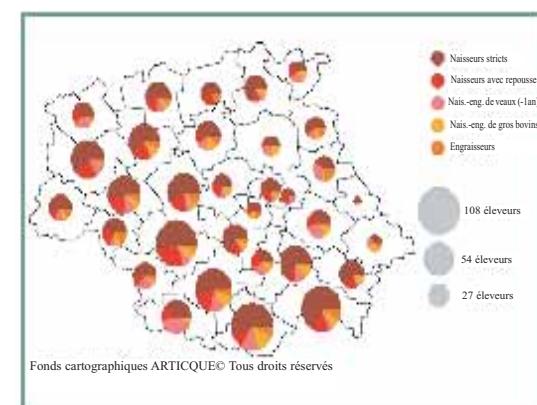 Naisseurs stricts
Naisseurs avec repousse
Nais.-eng. de veaux (-1an)
Nais.-eng. de gros bovins
Engraisseurs
108 éleveurs
54 éleveurs
27 éleveurs
Fonds cartographiques ARTICQUE© Tous droits réservés